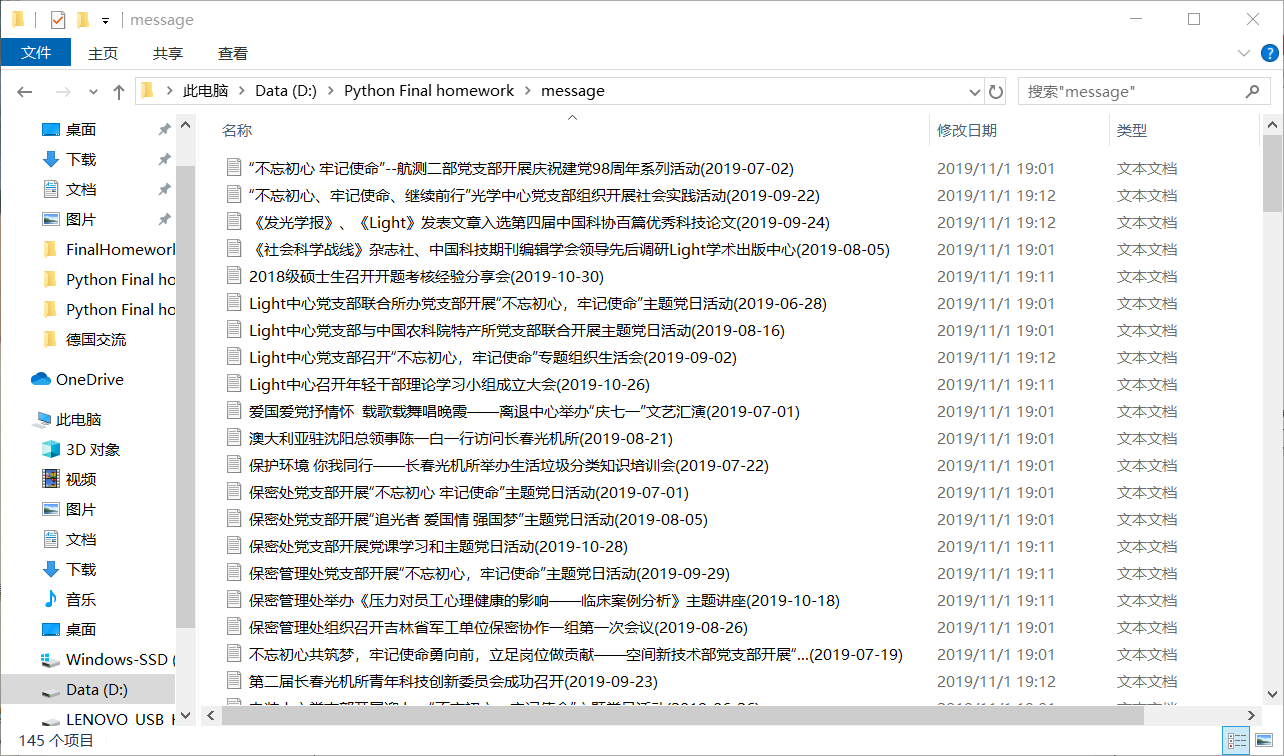 message
文件 主页 共享 查看
此电脑 Data (D:) Python Final homework message 搜索"message"
名称 修改日期 类型
桌面
下载
文档
图片
FinalHomework
Python Final ho
Python Final ho
德国交流
OneDrive
此电脑
3D 对象
视频
图片
文档
下载
音乐
桌面
Windows-SSD (
Data (D:)
LENOVO_USB_H
“不忘初心 牢记使命”--航测二部党支部开展庆祝建党98周年系列活动(2019-07-02) 2019/11/1 19:01 文本文档
“不忘初心、牢记使命、继续前行”光学中心党支部组织开展社会实践活动(2019-09-22) 2019/11/1 19:12 文本文档
《发光学报》、《Light》发表文章入选第四届中国科协百篇优秀科技论文(2019-09-24) 2019/11/1 19:12 文本文档
《社会科学战线》杂志社、中国科技期刊编辑学会领导先后调研Light学术出版中心(2019-08-05) 2019/11/1 19:01 文本文档
2018级硕士生召开开题考核经验分享会(2019-10-30) 2019/11/1 19:11 文本文档
Light中心党支部联合所办党支部开展“不忘初心，牢记使命”主题党日活动(2019-06-28) 2019/11/1 19:01 文本文档
Light中心党支部与中国农科院特产所党支部联合开展主题党日活动(2019-08-16) 2019/11/1 19:01 文本文档
Light中心党支部召开“不忘初心，牢记使命”专题组织生活会(2019-09-02) 2019/11/1 19:12 文本文档
Light中心召开年轻干部理论学习小组成立大会(2019-10-26) 2019/11/1 19:11 文本文档
爱国爱党抒情怀 载歌载舞唱晚霞——离退中心举办“庆七一”文艺汇演(2019-07-01) 2019/11/1 19:01 文本文档
澳大利亚驻沈阳总领事陈一白一行访问长春光机所(2019-08-21) 2019/11/1 19:01 文本文档
保护环境 你我同行——长春光机所举办生活垃圾分类知识培训会(2019-07-22) 2019/11/1 19:01 文本文档
保密处党支部开展“不忘初心 牢记使命”主题党日活动(2019-07-01) 2019/11/1 19:01 文本文档
保密处党支部开展“追光者 爱国情 强国梦”主题党日活动(2019-08-05) 2019/11/1 19:01 文本文档
保密处党支部开展党课学习和主题党日活动(2019-10-28) 2019/11/1 19:11 文本文档
保密管理处党支部开展“不忘初心，牢记使命”主题党日活动(2019-09-29) 2019/11/1 19:11 文本文档
保密管理处举办《压力对员工心理健康的影响——临床案例分析》主题讲座(2019-10-18) 2019/11/1 19:11 文本文档
保密管理处组织召开吉林省军工单位保密协作一组第一次会议(2019-08-26) 2019/11/1 19:01 文本文档
不忘初心共筑梦，牢记使命勇向前，立足岗位做贡献——空间新技术部党支部开展“...(2019-07-19) 2019/11/1 19:01 文本文档
第二届长春光机所青年科技创新委员会成功召开(2019-09-23) 2019/11/1 19:12 文本文档
145 个项目